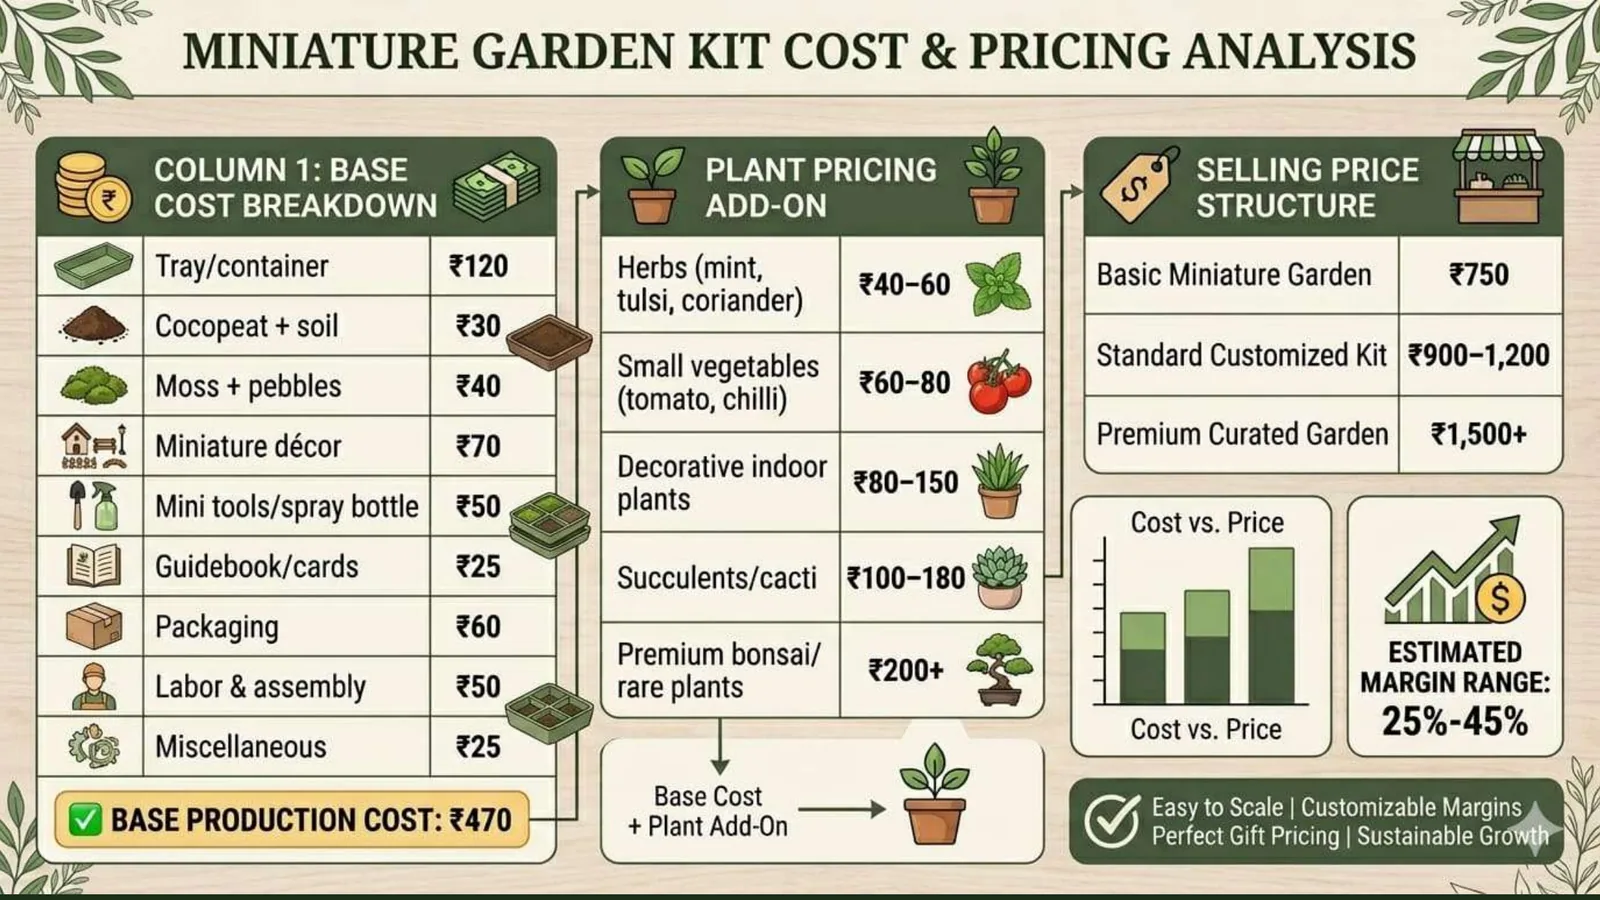 MINIATURE GARDEN KIT COST & PRICING ANALYSIS
COLUMN 1: BASE
COST BREAKDOWN
Tray/container ₹120
Cocopeat + soil ₹30
Moss + pebbles ₹40
Miniature décor ₹70
Mini tools/spray bottle ₹50
Guidebook/cards ₹25
Packaging ₹60
Labor & assembly ₹50
Miscellaneous ₹25
BASE PRODUCTION COST: ₹470
PLANT PRICING
ADD-ON
Herbs (mint,
tulsi, coriander) ₹40–60
Small vegetables
(tomato, chilli) ₹60–80
Decorative indoor
plants ₹80–150
Succulents/cacti ₹100–180
Premium bonsai/
rare plants ₹200+
Base Cost
+ Plant Add-On
SELLING PRICE
STRUCTURE
Basic Miniature Garden ₹750
Standard Customized Kit ₹900–1,200
Premium Curated Garden ₹1,500+
Cost vs. Price
Cost vs. Price
ESTIMATED
MARGIN RANGE:
25%-45%
Easy to Scale | Customizable Margins
Perfect Gift Pricing | Sustainable Growth